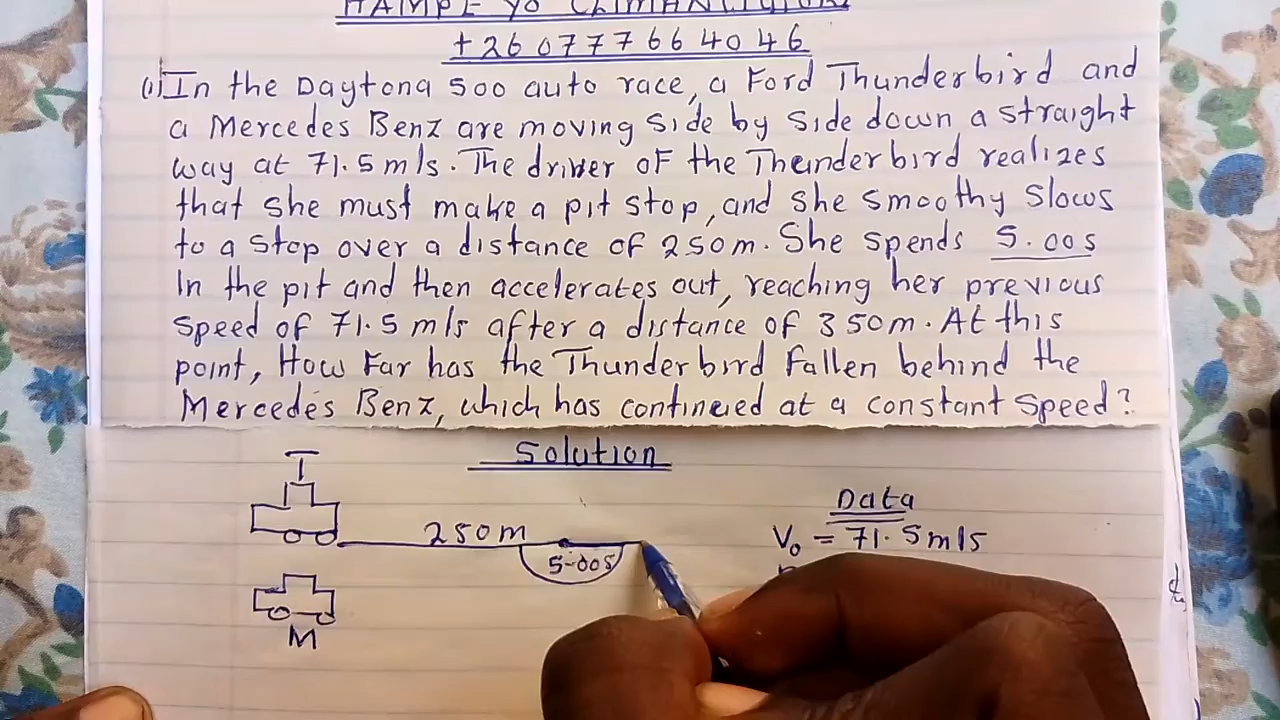 HAMPE yo
+260777664046
(1) In the Daytona 500 auto race, a Ford Thunderbird and
a Mercedes Benz are moving side by side down a straight
way at 71.5 m/s. The driver of the Thunderbird realizes
that she must make a pit stop, and she smoothy slows
to a stop over a distance of 250m. She spends 5.00s
In the pit and then accelerates out, reaching her previous
speed of 71.5 m/s after a distance of 350m. At this
point, How Far has the Thunderbird fallen behind the
Mercedes Benz, which has continued at a constant speed?
Solution
T
250m
5.00s
M
Data
V₀ = 71.5m/s